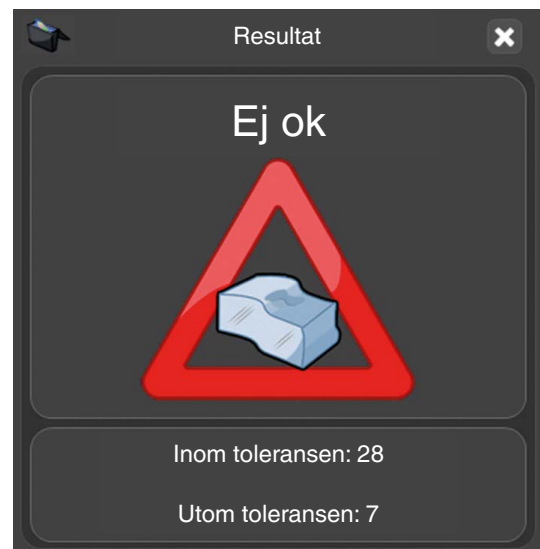 Resultat
Ej ok
Inom toleransen: 28
Utom toleransen: 7